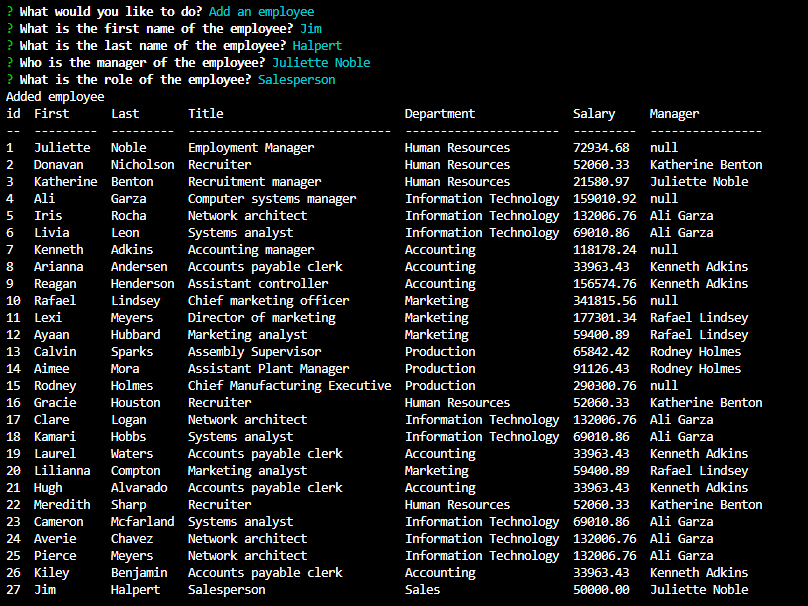 ? What would you like to do? Add an employee
? What is the first name of the employee? Jim
? What is the last name of the employee? Halpert
? Who is the manager of the employee? Juliette Noble
? What is the role of the employee? Salesperson
Added employee
id  First      Last       Title                          Department              Salary     Manager
--  ---------  ---------  -----------------------------  ----------------------  ---------  ----------------
1   Juliette   Noble      Employment Manager             Human Resources         72934.68   null
2   Donavan    Nicholson  Recruiter                      Human Resources         52060.33   Katherine Benton
3   Katherine  Benton     Recruitment manager            Human Resources         21580.97   Juliette Noble
4   Ali        Garza      Computer systems manager       Information Technology  159010.92  null
5   Iris       Rocha      Network architect              Information Technology  132006.76  Ali Garza
6   Livia      Leon       Systems analyst                Information Technology  69010.86   Ali Garza
7   Kenneth    Adkins     Accounting manager             Accounting              118178.24  null
8   Arianna    Andersen   Accounts payable clerk         Accounting              33963.43   Kenneth Adkins
9   Reagan     Henderson  Assistant controller           Accounting              156574.76  Kenneth Adkins
10  Rafael     Lindsey    Chief marketing officer        Marketing               341815.56  null
11  Lexi       Meyers     Director of marketing          Marketing               177301.34  Rafael Lindsey
12  Ayaan      Hubbard    Marketing analyst              Marketing               59400.89   Rafael Lindsey
13  Calvin     Sparks     Assembly Supervisor            Production              65842.42   Rodney Holmes
14  Aimee      Mora       Assistant Plant Manager        Production              91126.43   Rodney Holmes
15  Rodney     Holmes     Chief Manufacturing Executive  Production              290300.76  null
16  Gracie     Houston    Recruiter                      Human Resources         52060.33   Katherine Benton
17  Clare      Logan      Network architect              Information Technology  132006.76  Ali Garza
18  Kamari     Hobbs      Systems analyst                Information Technology  69010.86   Ali Garza
19  Laurel     Waters     Accounts payable clerk         Accounting              33963.43   Kenneth Adkins
20  Lilianna   Compton    Marketing analyst              Marketing               59400.89   Rafael Lindsey
21  Hugh       Alvarado   Accounts payable clerk         Accounting              33963.43   Kenneth Adkins
22  Meredith   Sharp      Recruiter                      Human Resources         52060.33   Katherine Benton
23  Cameron    Mcfarland  Systems analyst                Information Technology  69010.86   Ali Garza
24  Averie     Chavez     Network architect              Information Technology  132006.76  Ali Garza
25  Pierce     Meyers     Network architect              Information Technology  132006.76  Ali Garza
26  Kiley      Benjamin   Accounts payable clerk         Accounting              33963.43   Kenneth Adkins
27  Jim        Halpert    Salesperson                    Sales                   50000.00   Juliette Noble